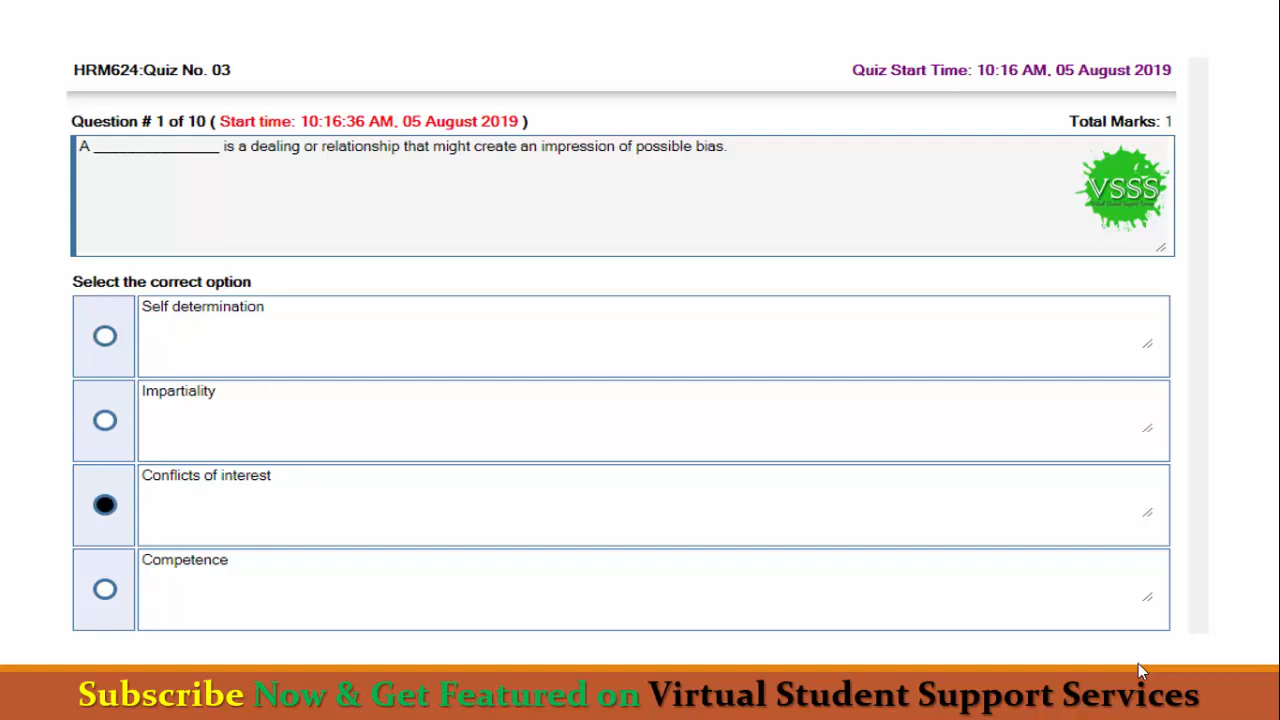 HRM624:Quiz No. 03
Quiz Start Time: 10:16 AM, 05 August 2019
Question # 1 of 10 ( Start time: 10:16:36 AM, 05 August 2019 )
Total Marks: 1
A _______________ is a dealing or relationship that might create an impression of possible bias.
VSSS
Select the correct option
Self determination
Impartiality
Conflicts of interest
Competence
Subscribe Now & Get Featured on Virtual Student Support Services